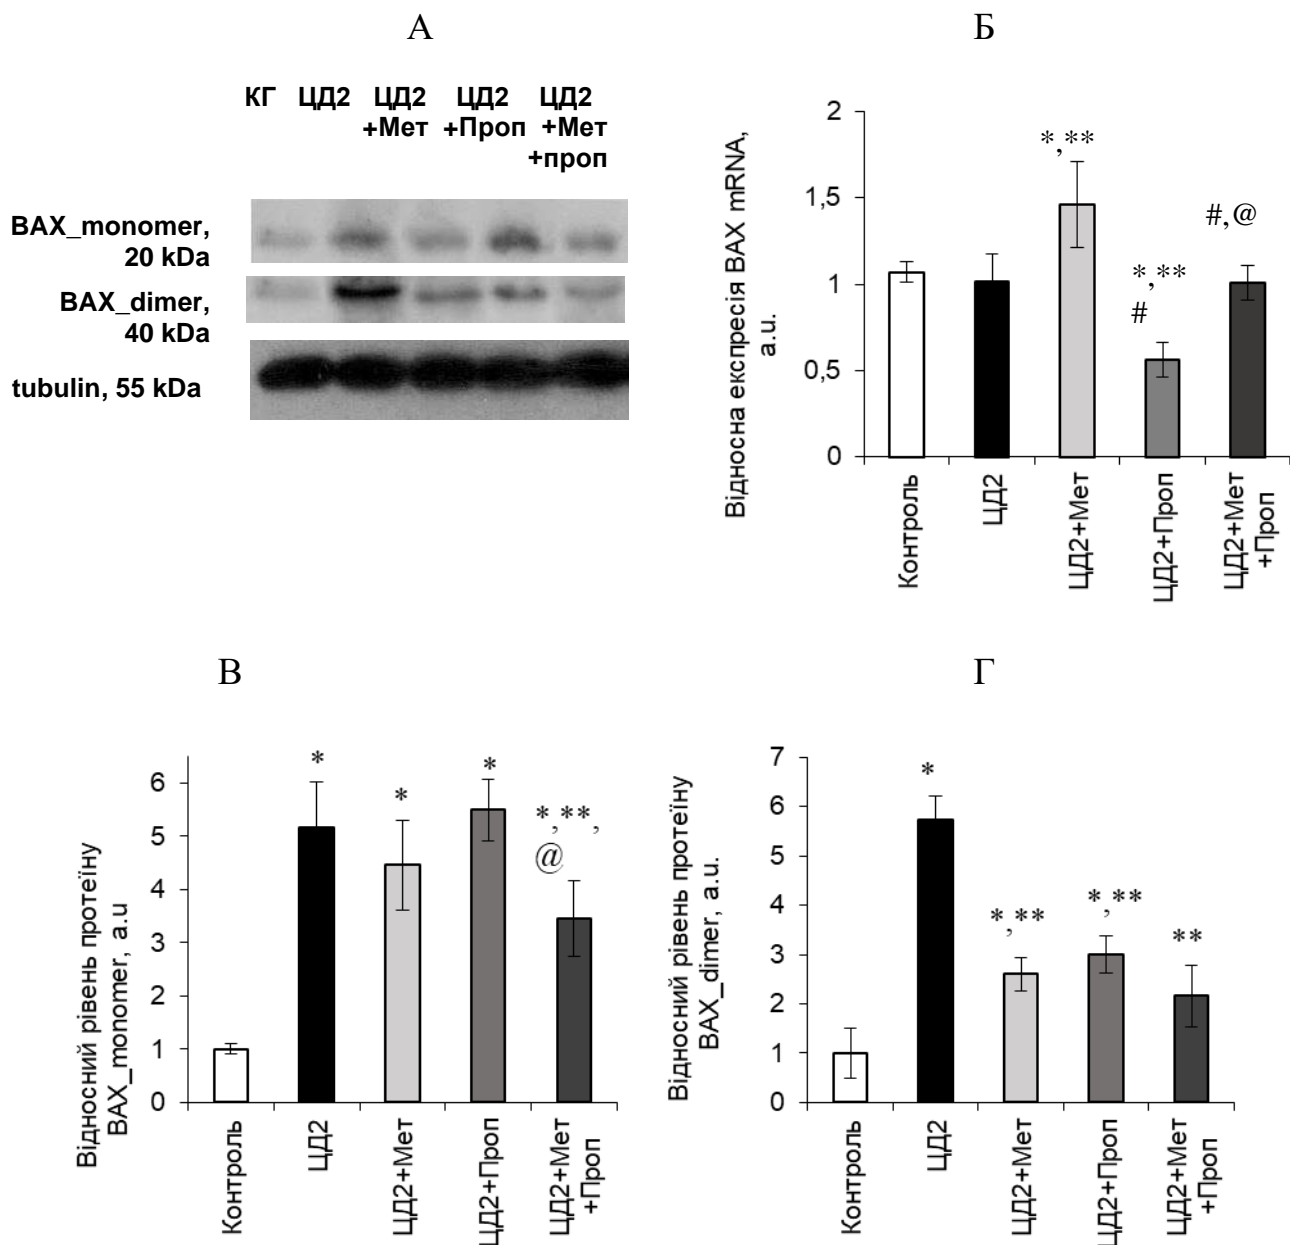 А
КГ ЦД2 ЦД2 ЦД2 ЦД2
+Мет +Проп +Мет
+проп
BAX_monomer,
20 kDa
BAX_dimer,
40 kDa
tubulin, 55 kDa
Б
Відносна експресія BAX mRNA,
a.u.
2
1,5
1
0,5
0
*,**
*,**
#
#,@
Контроль
ЦД2
ЦД2+Мет
ЦД2+Проп
ЦД2+Мет
+Проп
В
Відносний рівень протеїну
BAX_monomer, a.u
6
5
4
3
2
1
0
*
*
*
*,**,
@
Контроль
ЦД2
ЦД2+Мет
ЦД2+Проп
ЦД2+Мет
+Проп
Г
Відносний рівень протеїну
BAX_dimer, a.u.
7
6
5
4
3
2
1
0
*
*,**
*,**
**
Контроль
ЦД2
ЦД2+Мет
ЦД2+Проп
ЦД2+Мет
+Проп